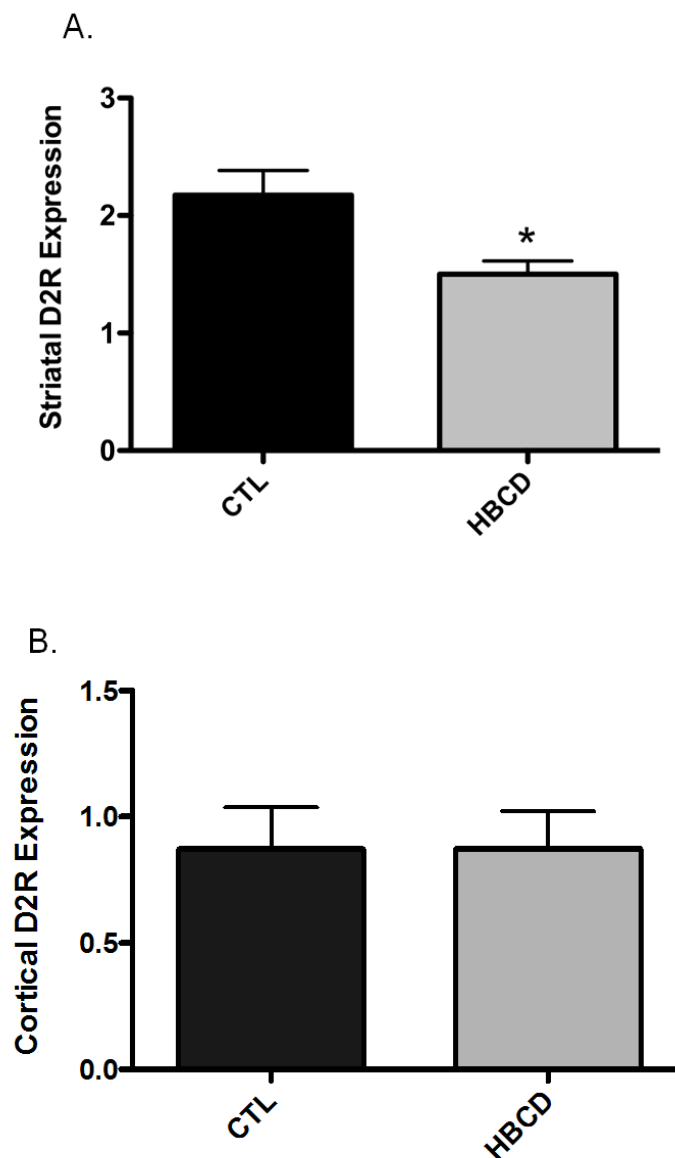 A.
Striatal D2R Expression
3
2
1
0
*
CTL
HBCD
B.
Cortical D2R Expression
1.5
1.0
0.5
0.0
CTL
HBCD